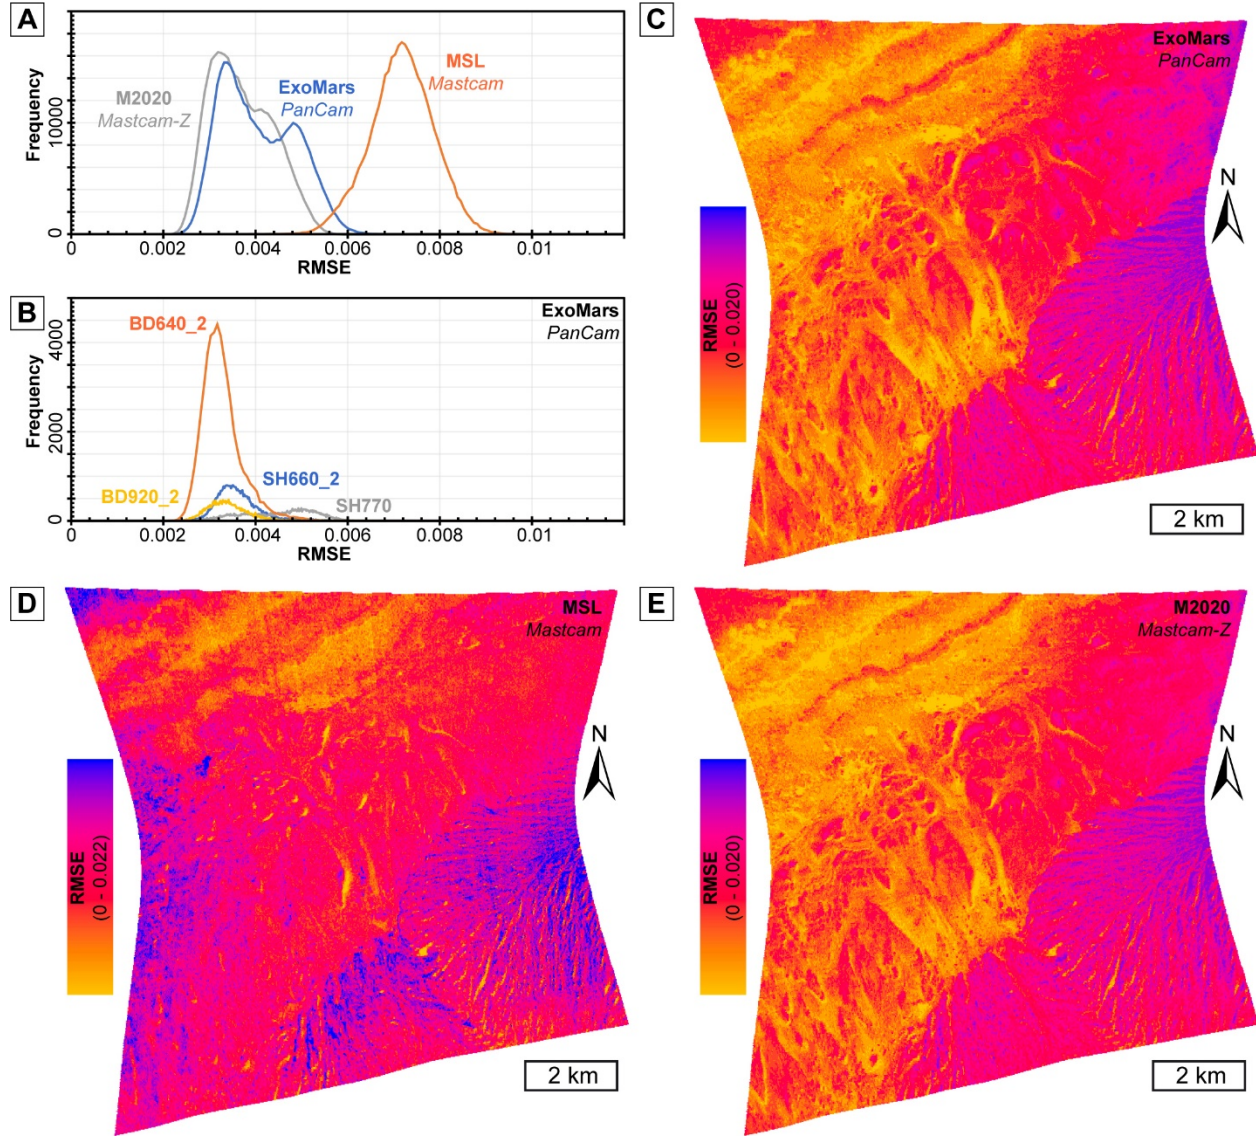 A
Frequency
10000
0
M2020
Mastcam-Z
ExoMars
PanCam
MSL
Mastcam
0
0.002
0.004
0.006
0.008
0.01
RMSE
B
Frequency
4000
2000
0
ExoMars
PanCam
BD640_2
SH660_2
BD920_2
SH770
0
0.002
0.004
0.006
0.008
0.01
RMSE
C
ExoMars
PanCam
N
RMSE
(0 - 0.020)
2 km
D
MSL
Mastcam
N
RMSE
(0 - 0.022)
2 km
E
M2020
Mastcam-Z
N
RMSE
(0 - 0.020)
2 km